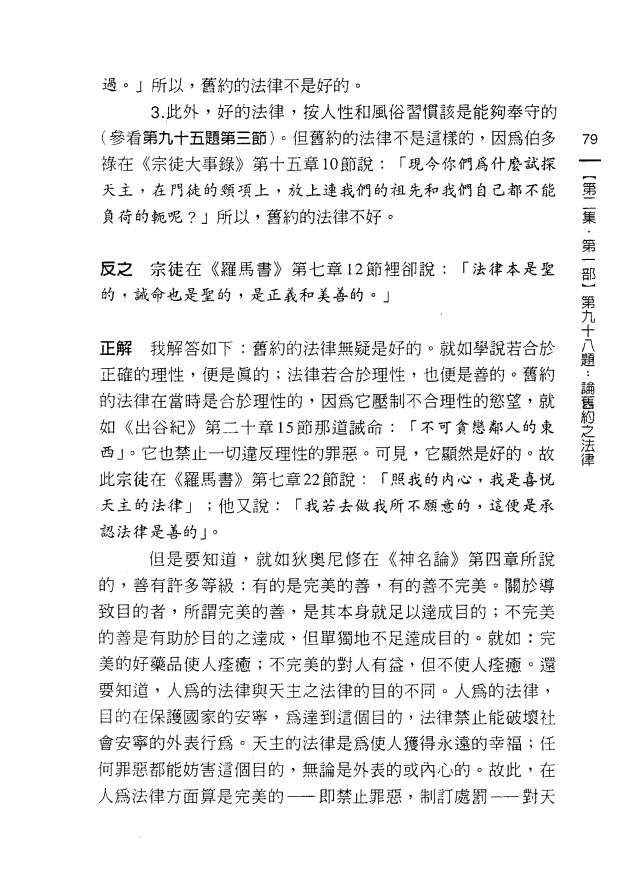 過。」所以，舊約的法律不是好的。
3.此外，好的法律，按人性和風俗習慣該是能夠奉守的
（參看第九十五題第三節）。但舊約的法律不是這樣的，因爲伯多
祿在《宗徒大事錄》第十五章10節說：「現今你們爲什麼試探
天主，在門徒的頸項上，放上連我們的祖先和我們自己都不能
負荷的軛呢？」所以，舊約的法律不好。
反之　宗徒在《羅馬書》第七章12節裡卻說：「法律本是聖
的，誡命也是聖的，是正義和美善的。」
正解　我解答如下：舊約的法律無疑是好的。就如學說若合於
正確的理性，便是眞的；法律若合於理性，也便是善的。舊約
的法律在當時是合於理性的，因爲它壓制不合理性的慾望，就
如《出谷紀》第二十章15節那道誡命：「不可貪戀鄰人的東
西」。它也禁止一切違反理性的罪惡。可見，它顯然是好的。故
此宗徒在《羅馬書》第七章22節說：「照我的內心，我是喜悅
天主的法律」；他又說：「我若去做我所不願意的，這便是承
認法律是善的」。
但是要知道，就如狄奧尼修在《神名論》第四章所說
的，善有許多等級：有的是完美的善，有的善不完美。關於導
致目的者，所謂完美的善，是其本身就足以達成目的；不完美
的善是有助於目的之達成，但單獨地不足達成目的。就如：完
美的好藥品使人痊癒；不完美的對人有益，但不使人痊癒。還
要知道，人爲的法律與天主之法律的目的不同。人爲的法律，
目的在保護國家的安寧，爲達到這個目的，法律禁止能破壞社
會安寧的外表行爲。天主的法律是爲使人獲得永遠的幸福；任
何罪惡都能妨害這個目的，無論是外表的或內心的。故此，在
人爲法律方面算是完美的——即禁止罪惡，制訂處罰——對天
79
【第二集．第一部】第九十八題：論舊約之法律